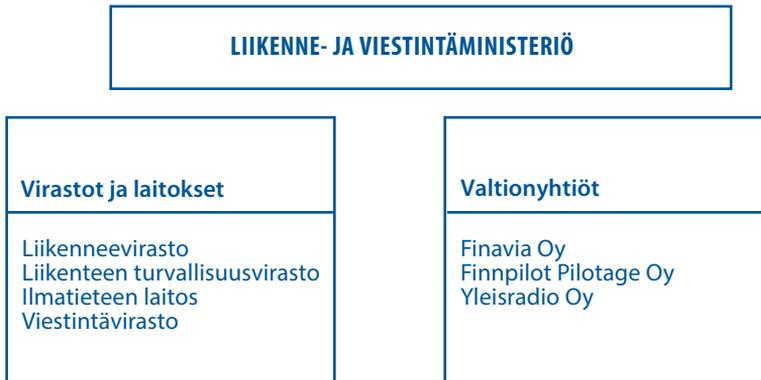 LIIKENNE- JA VIESTINTÄMINISTERIÖ
Virastot ja laitokset
Liikenneevirasto
Liikenteen turvallisuusvirasto
Ilmatieteen laitos
Viestintävirasto
Valtionyhtiöt
Finavia Oy
Finnpilot Pilotage Oy
Yleisradio Oy